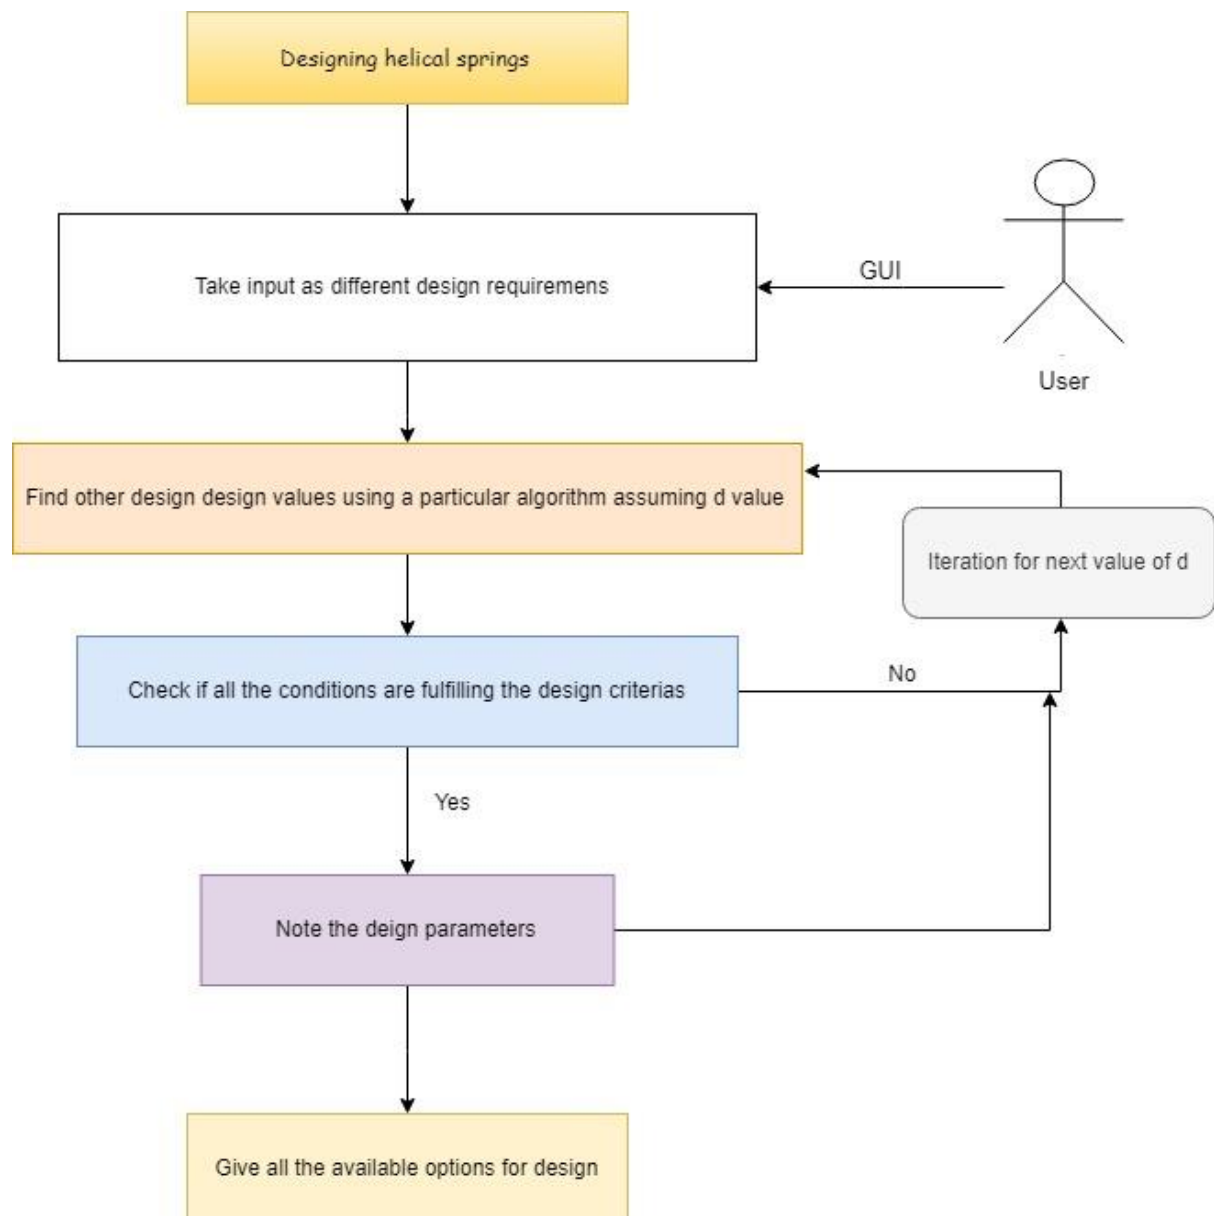 Designing helical springs
Take input as different design requiremens
GUI
User
Find other design design values using a particular algorithm assuming d value
Iteration for next value of d
Check if all the conditions are fulfilling the design criterias
No
Yes
Note the deign parameters
Give all the available options for design